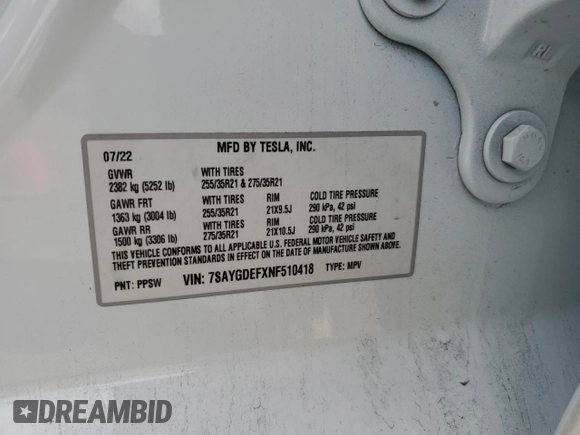 RL
MFD BY TESLA, INC.
07/22
GVWR WITH TIRES
2382 kg (5252 lb) 255/35R21 & 275/35R21
GAWR FRT WITH TIRES RIM COLD TIRE PRESSURE
1363 kg (3004 lb) 255/35R21 21X9.5J 290 kPa, 42 psi
GAWR RR WITH TIRES RIM COLD TIRE PRESSURE
1500 kg (3306 lb) 275/35R21 21X10.5J 290 kPa, 42 psi
THIS VEHICLE CONFORMS TO ALL APPLICABLE U.S. FEDERAL MOTOR VEHICLE SAFETY AND
THEFT PREVENTION STANDARDS IN EFFECT ON THE DATE OF MANUFACTURE SHOWN ABOVE.
PNT: PPSW VIN: 7SAYGDEFXNF510418 TYPE: MPV
DREAMBID